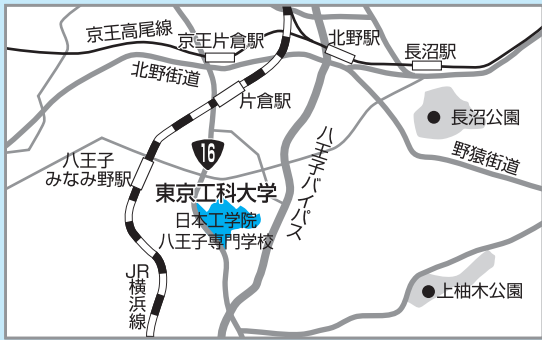 京王高尾線
京王片倉駅
北野駅
長沼駅
北野街道
片倉駅
長沼公園
八王子
みなみ野駅
16
八王子バイパス
野猿街道
東京工科大学
日本工学院
八王子専門学校
JR
横浜線
上柚木公園